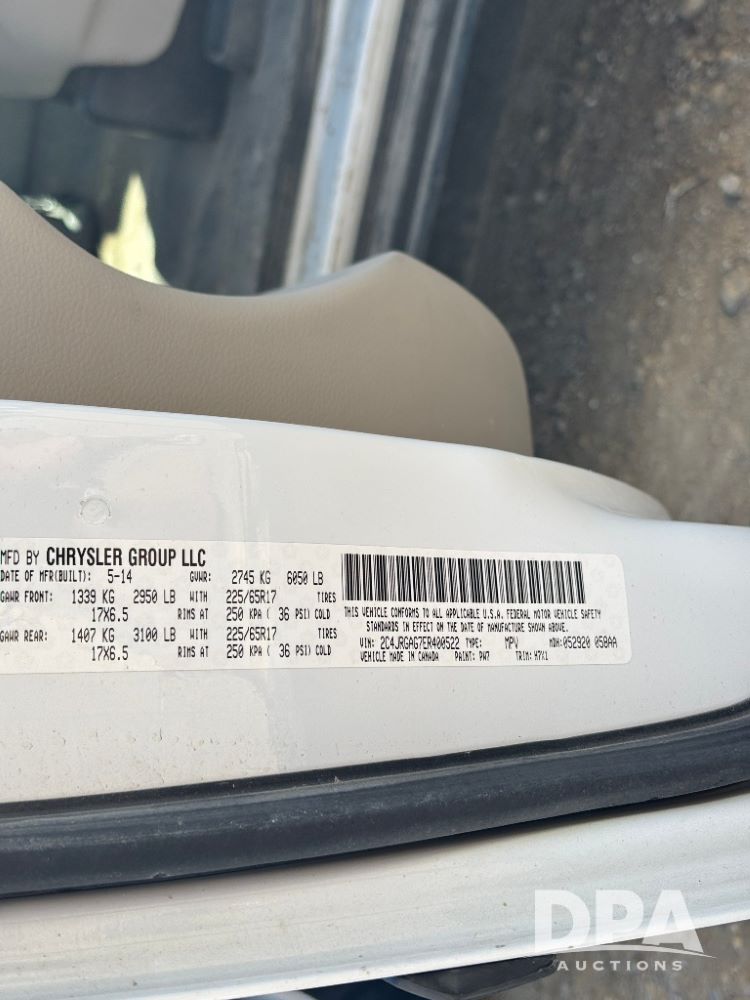 MFD BY CHRYSLER GROUP LLC
DATE OF MFR(BUILT): 5-14 GVWR: 2745 KG 6050 LB
GAWR FRONT: 1339 KG 2950 LB WITH 225/65R17 TIRES
17X6.5 RIMS AT 250 KPA ( 36 PSI) COLD
GAWR REAR: 1407 KG 3100 LB WITH 225/65R17 TIRES
17X6.5 RIMS AT 250 KPA ( 36 PSI) COLD
THIS VEHICLE CONFORMS TO ALL APPLICABLE U.S.A. FEDERAL MOTOR VEHICLE SAFETY
STANDARDS IN EFFECT ON THE DATE OF MANUFACTURE SHOWN ABOVE.
VIN: 2C4JRGAG7ER400522 TYPE: MPV MDH: 052920 058AA
VEHICLE MADE IN CANADA PAINT: PW7 TRIM: H7X1
DPA
AUCTIONS